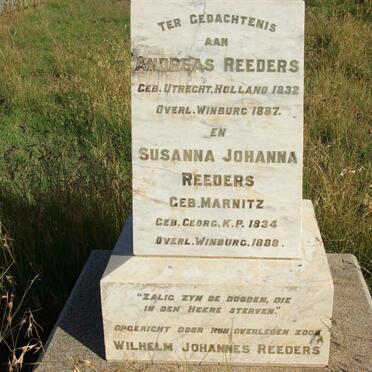 TER GEDACHTENIS
AAN
ANDREAS REEDERS
GEB. UTRECHT, HOLLAND 1832
OVERL. WINBURG 1887.
EN
SUSANNA JOHANNA
REEDERS
GEB. MARNITZ
GEB. GEORG, K.P. 1834
OVERL. WINBURG, 1888.
"ZALIG ZYN DE DOODEN, DIE
IN DEN HEERE STERVEN."
OPGERICHT DOOR HUN OVERLEBEN ZOON
WILHELM JOHANNES REEDERS